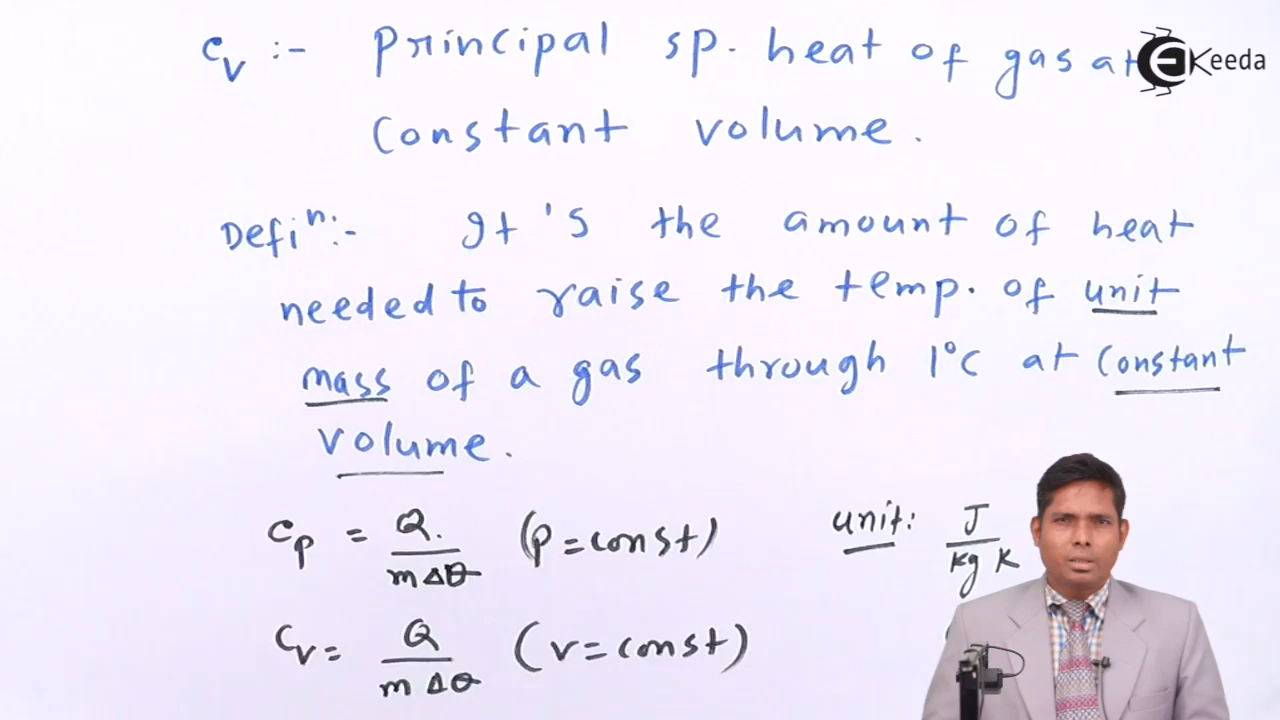 Cv :- Principal sp. heat of gas at
Constant volume.
Defiⁿ:- It's the amount of heat
needed to raise the temp. of unit
mass of a gas through 1°C at constant
volume.
Cp = Q. / mΔθ (p = const)
unit: J / kg K
Cv = Q / mΔθ (v = const)
EKeeda